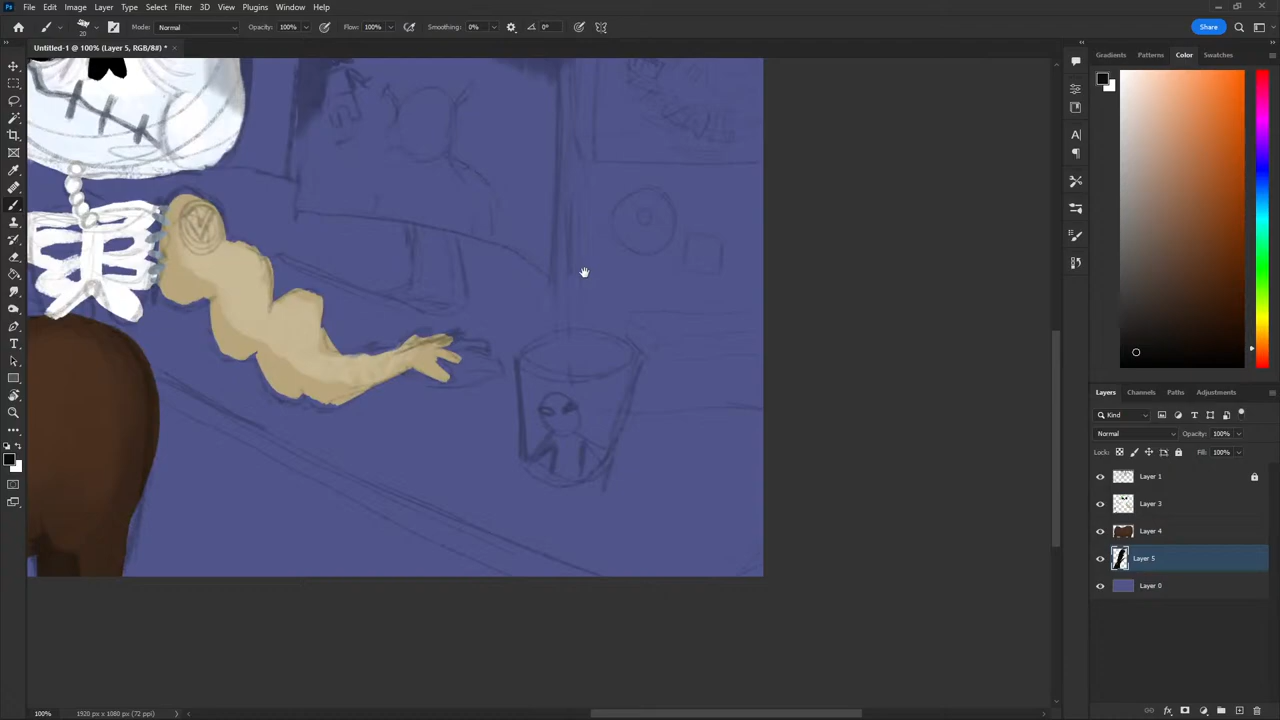 Ps File Edit Image Layer Type Select Filter 3D View Plugins Window Help
20 Mode: Normal Opacity: 100% Flow: 100% Smoothing: 0% 0° Share
Untitled-1 @ 100% (Layer 5, RGB/8#) *
Gradients Patterns Color Swatches
Layers Channels Paths Adjustments
Kind
Normal Opacity: 100%
Lock: Fill: 100%
Layer 1
Layer 3
Layer 4
Layer 5
Layer 0
100% 1920 px x 1080 px (72 ppi)